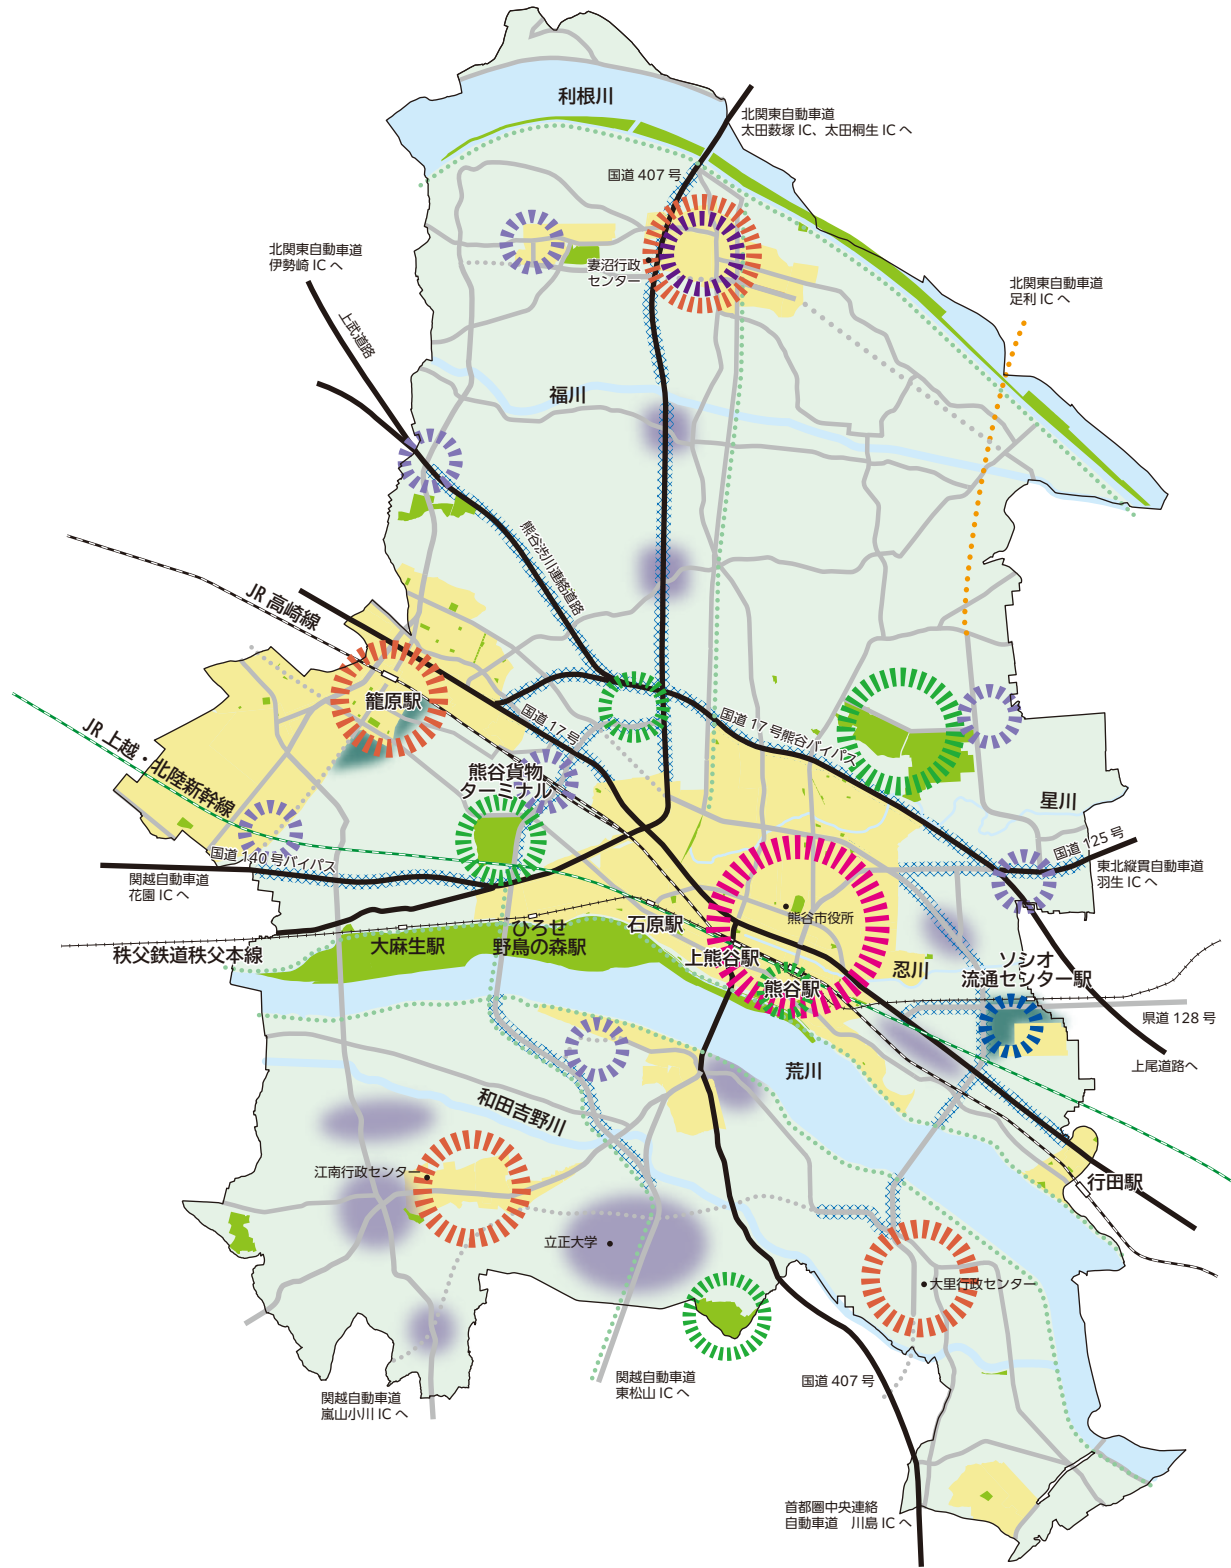 利根川
北関東自動車道
太田薮塚 IC、太田桐生 IC へ
国道 407 号
北関東自動車道
伊勢崎 IC へ
妻沼行政
センター
北関東自動車道
足利 IC へ
上武道路
福川
熊谷渋川連絡道路
JR 高崎線
籠原駅
国道 17 号
国道 17 号熊谷バイパス
JR 上越・北陸新幹線
熊谷貨物
ターミナル
星川
国道 125 号
国道 140 号バイパス
東北縦貫自動車道
羽生 IC へ
関越自動車道
花園 IC へ
熊谷市役所
石原駅
ひろせ
野鳥の森駅
大麻生駅
秩父鉄道秩父本線
上熊谷駅
忍川
ソシオ
流通センター駅
熊谷駅
県道 128 号
上尾道路へ
荒川
和田吉野川
江南行政センター
行田駅
立正大学
大里行政センター
関越自動車道
東松山 IC へ
国道 407 号
関越自動車道
嵐山小川 IC へ
首都圏中央連絡
自動車道 川島 IC へ